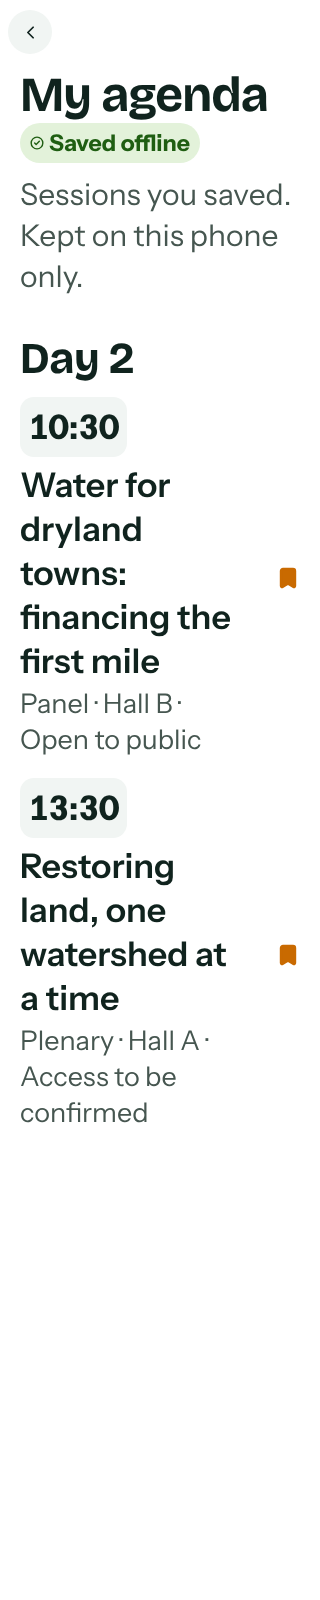 My agenda
Saved offline
Sessions you saved.
Kept on this phone
only.
Day 2
10:30
Water for
dryland
towns:
financing the
first mile
Panel · Hall B ·
Open to public
13:30
Restoring
land, one
watershed at
a time
Plenary · Hall A ·
Access to be
confirmed